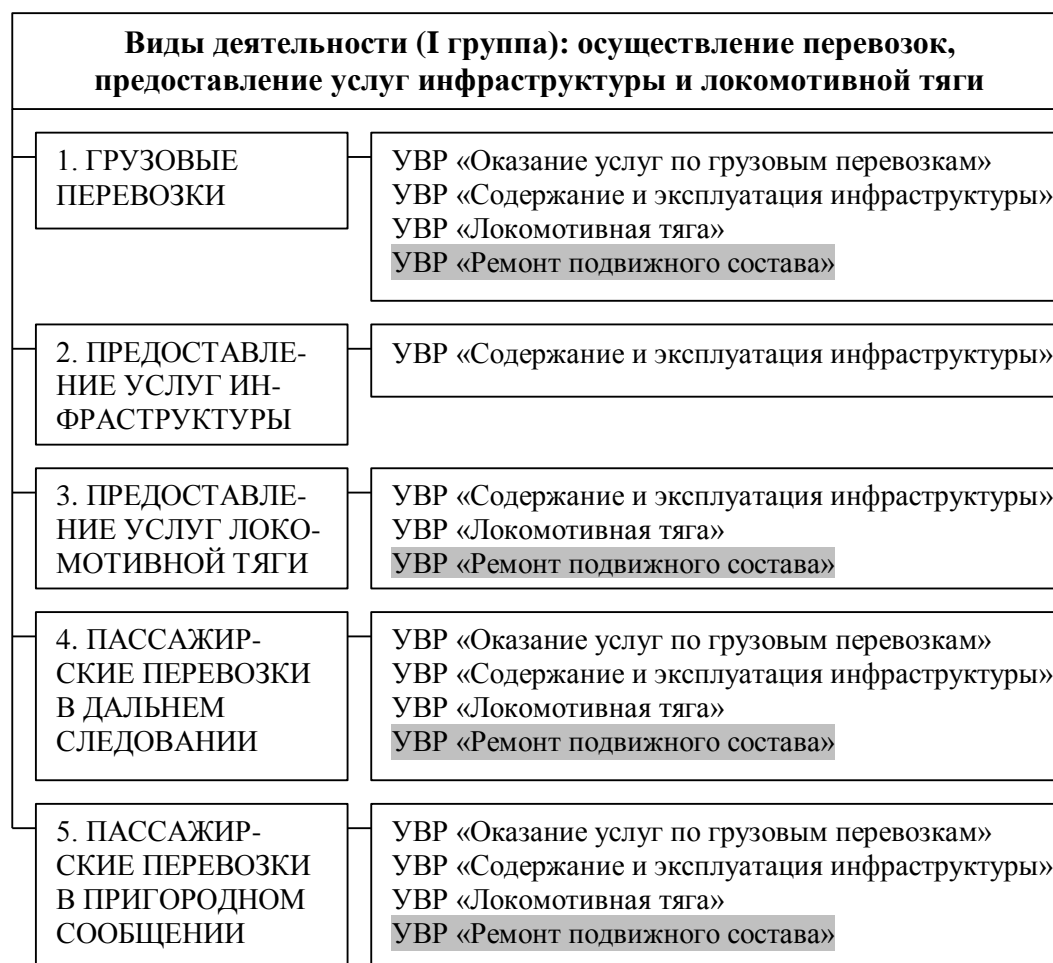 Виды деятельности (I группа): осуществление перевозок,
предоставление услуг инфраструктуры и локомотивной тяги
1. ГРУЗОВЫЕ
ПЕРЕВОЗКИ
УВР «Оказание услуг по грузовым перевозкам»
УВР «Содержание и эксплуатация инфраструктуры»
УВР «Локомотивная тяга»
УВР «Ремонт подвижного состава»
2. ПРЕДОСТАВЛЕ-
НИЕ УСЛУГ ИН-
ФРАСТРУКТУРЫ
УВР «Содержание и эксплуатация инфраструктуры»
3. ПРЕДОСТАВЛЕ-
НИЕ УСЛУГ ЛОКО-
МОТИВНОЙ ТЯГИ
УВР «Содержание и эксплуатация инфраструктуры»
УВР «Локомотивная тяга»
УВР «Ремонт подвижного состава»
4. ПАССАЖИР-
СКИЕ ПЕРЕВОЗКИ
В ДАЛЬНЕМ
СЛЕДОВАНИИ
УВР «Оказание услуг по грузовым перевозкам»
УВР «Содержание и эксплуатация инфраструктуры»
УВР «Локомотивная тяга»
УВР «Ремонт подвижного состава»
5. ПАССАЖИР-
СКИЕ ПЕРЕВОЗКИ
В ПРИГОРОДНОМ
СООБЩЕНИИ
УВР «Оказание услуг по грузовым перевозкам»
УВР «Содержание и эксплуатация инфраструктуры»
УВР «Локомотивная тяга»
УВР «Ремонт подвижного состава»